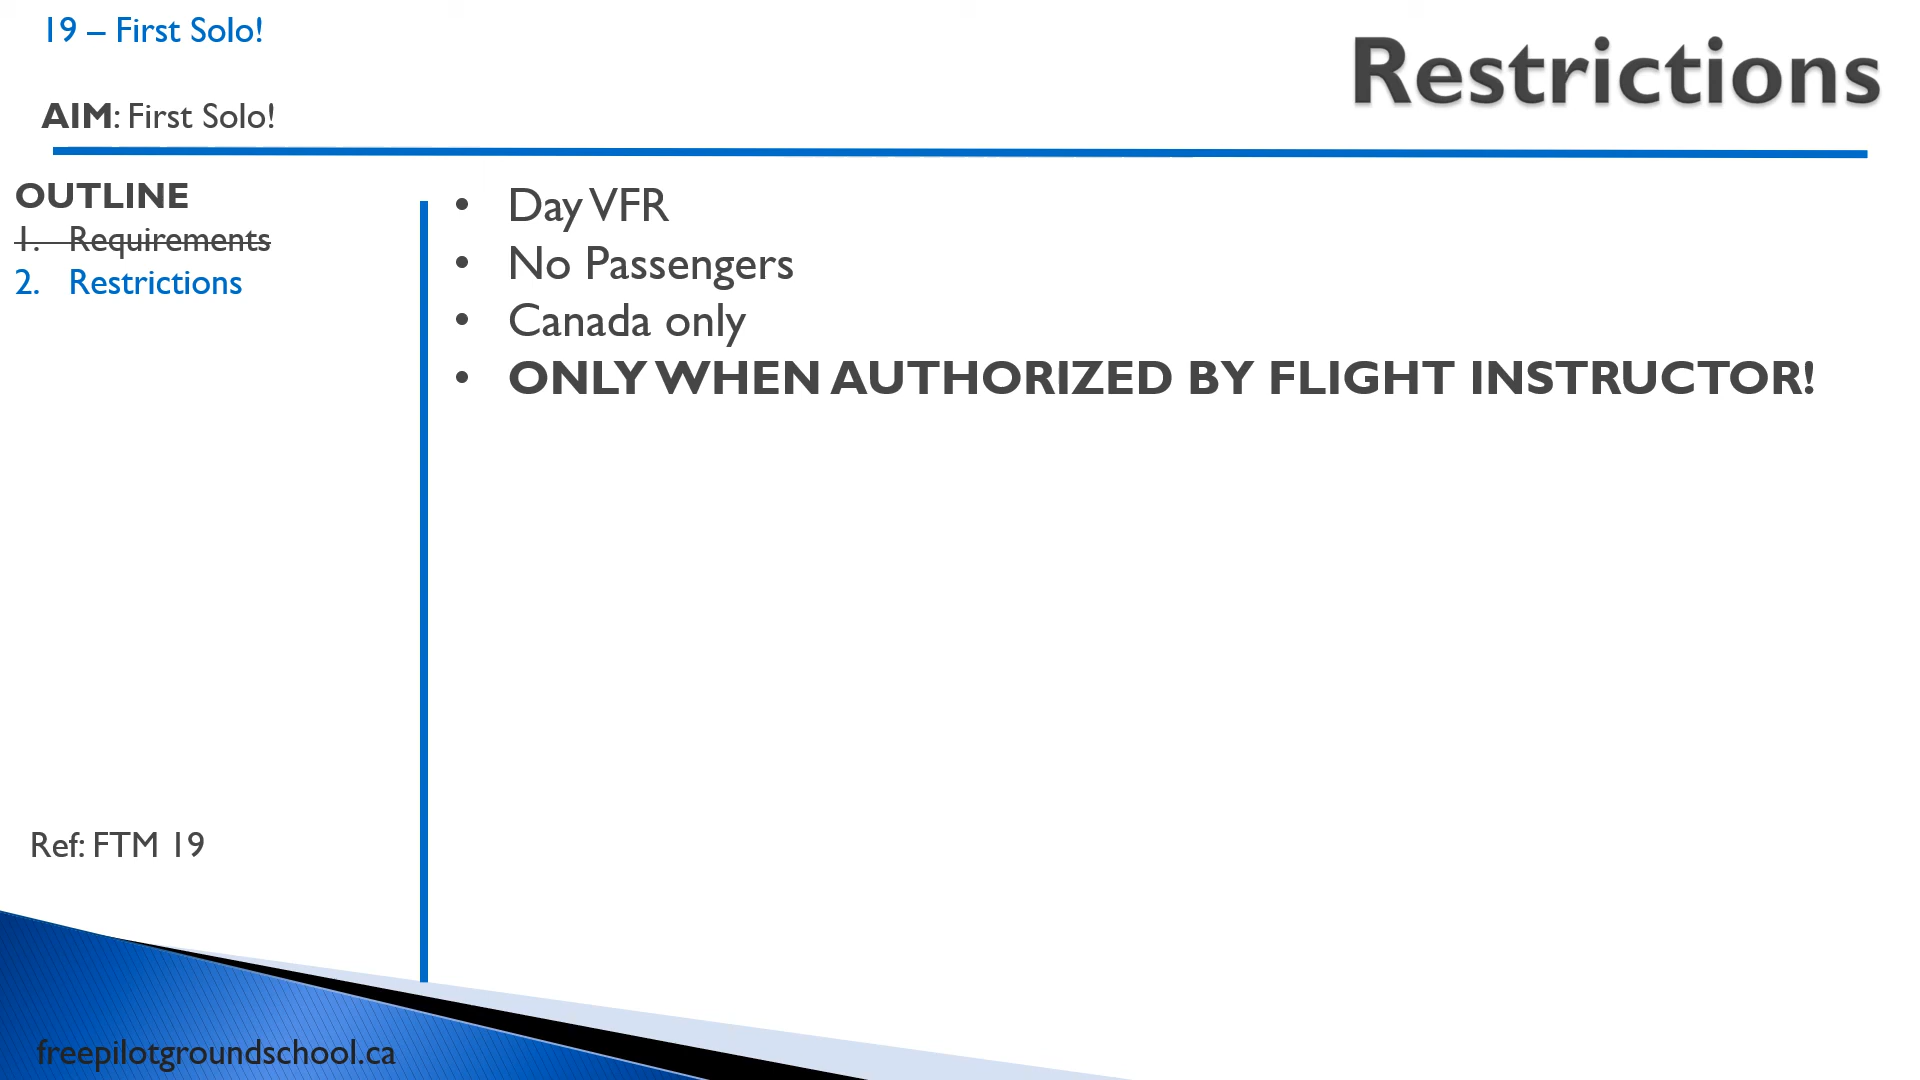 19 – First Solo!
Restrictions
AIM: First Solo!
OUTLINE
1. Requirements
2. Restrictions
• Day VFR
• No Passengers
• Canada only
• ONLY WHEN AUTHORIZED BY FLIGHT INSTRUCTOR!
Ref: FTM 19
freepilotgroundschool.ca